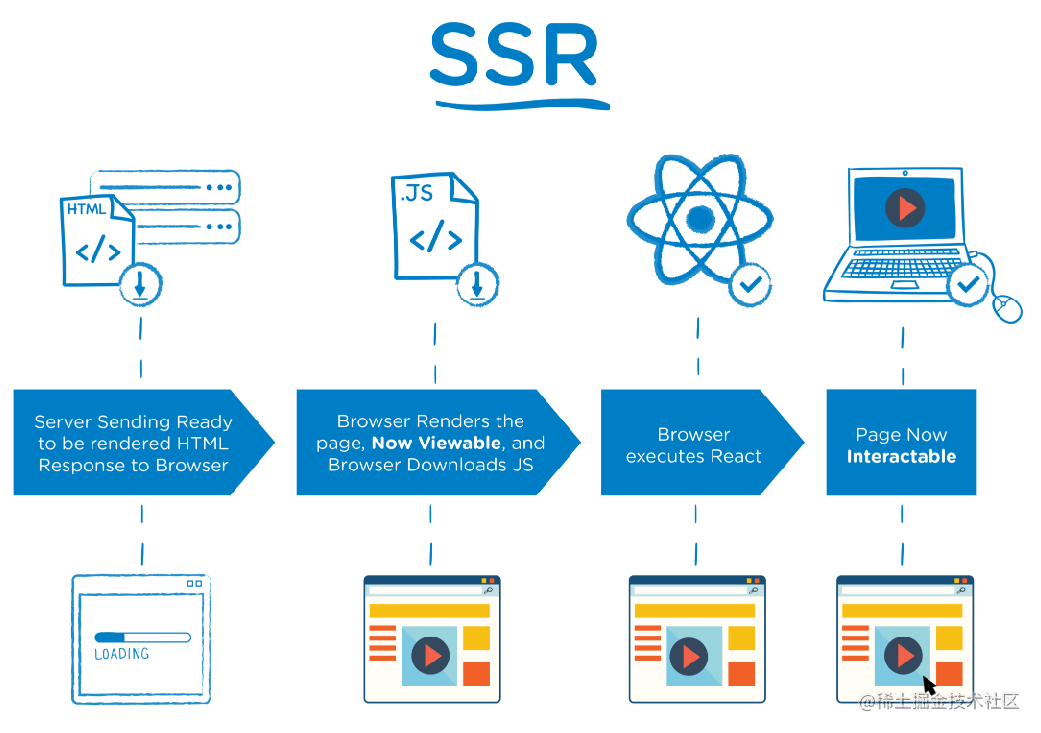 SSR
HTML
</>
.JS
</>
Server Sending Ready
to be rendered HTML
Response to Browser
Browser Renders the
page, Now Viewable, and
Browser Downloads JS
Browser
executes React
Page Now
Interactable
LOADING
@稀土掘金技术社区